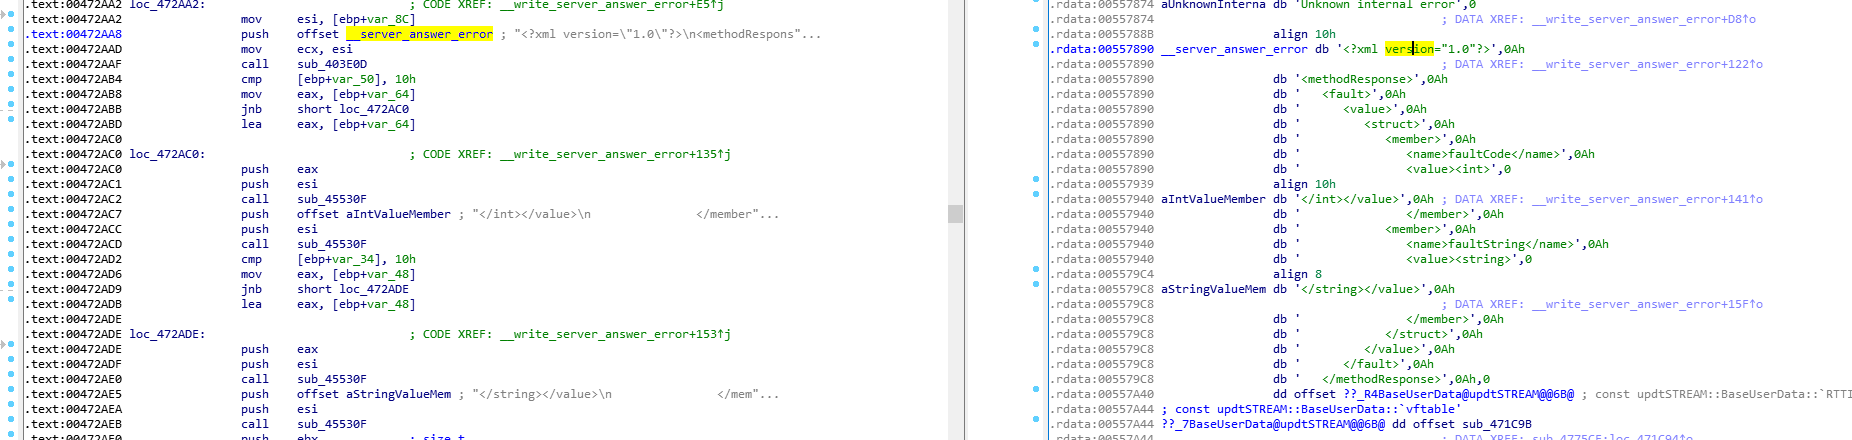 .text:00472AA2 loc_472AA2: ; CODE XREF: __write_server_answer_error+E5↑j
.text:00472AA2 mov esi, [ebp+var_8C]
.text:00472AA8 push offset __server_answer_error ; "<?xml version=\"1.0\"?>\n<methodRespons"...
.text:00472AAD mov ecx, esi
.text:00472AAF call sub_403E0D
.text:00472AB4 cmp [ebp+var_50], 10h
.text:00472AB8 mov eax, [ebp+var_64]
.text:00472ABB jnb short loc_472AC0
.text:00472ABD lea eax, [ebp+var_64]
.text:00472AC0
.text:00472AC0 loc_472AC0: ; CODE XREF: __write_server_answer_error+135↑j
.text:00472AC0 push eax
.text:00472AC1 push esi
.text:00472AC2 call sub_45530F
.text:00472AC7 push offset aIntValueMember ; "</int></value>\n </member"...
.text:00472ACC push esi
.text:00472ACD call sub_45530F
.text:00472AD2 cmp [ebp+var_34], 10h
.text:00472AD6 mov eax, [ebp+var_48]
.text:00472AD9 jnb short loc_472ADE
.text:00472ADB lea eax, [ebp+var_48]
.text:00472ADE
.text:00472ADE loc_472ADE: ; CODE XREF: __write_server_answer_error+153↑j
.text:00472ADE push eax
.text:00472ADF push esi
.text:00472AE0 call sub_45530F
.text:00472AE5 push offset aStringValueMem ; "</string></value>\n </mem"...
.text:00472AEA push esi
.text:00472AEB call sub_45530F
.text:00472AF0 push ebx ; size_t
.rdata:00557874 aUnknownInterna db 'Unknown internal error',0
.rdata:00557874 ; DATA XREF: __write_server_answer_error+D8↑o
.rdata:0055788B align 10h
.rdata:00557890 __server_answer_error db '<?xml version="1.0"?>',0Ah
.rdata:00557890 ; DATA XREF: __write_server_answer_error+122↑o
.rdata:00557890 db '<methodResponse>',0Ah
.rdata:00557890 db ' <fault>',0Ah
.rdata:00557890 db ' <value>',0Ah
.rdata:00557890 db ' <struct>',0Ah
.rdata:00557890 db ' <member>',0Ah
.rdata:00557890 db ' <name>faultCode</name>',0Ah
.rdata:00557890 db ' <value><int>',0
.rdata:00557939 align 10h
.rdata:00557940 aIntValueMember db '</int></value>',0Ah ; DATA XREF: __write_server_answer_error+141↑o
.rdata:00557940 db ' </member>',0Ah
.rdata:00557940 db ' <member>',0Ah
.rdata:00557940 db ' <name>faultString</name>',0Ah
.rdata:00557940 db ' <value><string>',0
.rdata:005579C4 align 8
.rdata:005579C8 aStringValueMem db '</string></value>',0Ah
.rdata:005579C8 ; DATA XREF: __write_server_answer_error+15F↑o
.rdata:005579C8 db ' </member>',0Ah
.rdata:005579C8 db ' </struct>',0Ah
.rdata:005579C8 db ' </value>',0Ah
.rdata:005579C8 db ' </fault>',0Ah
.rdata:005579C8 db ' </methodResponse>',0Ah,0
.rdata:00557A40 dd offset ??_R4BaseUserData@updtSTREAM@@6B@ ; const updtSTREAM::BaseUserData::`RTTI
.rdata:00557A44 ; const updtSTREAM::BaseUserData::`vftable'
.rdata:00557A44 ??_7BaseUserData@updtSTREAM@@6B@ dd offset sub_471C9B
.rdata:00557A44 ; DATA XREF: sub_4775CE:loc_471C94↑o